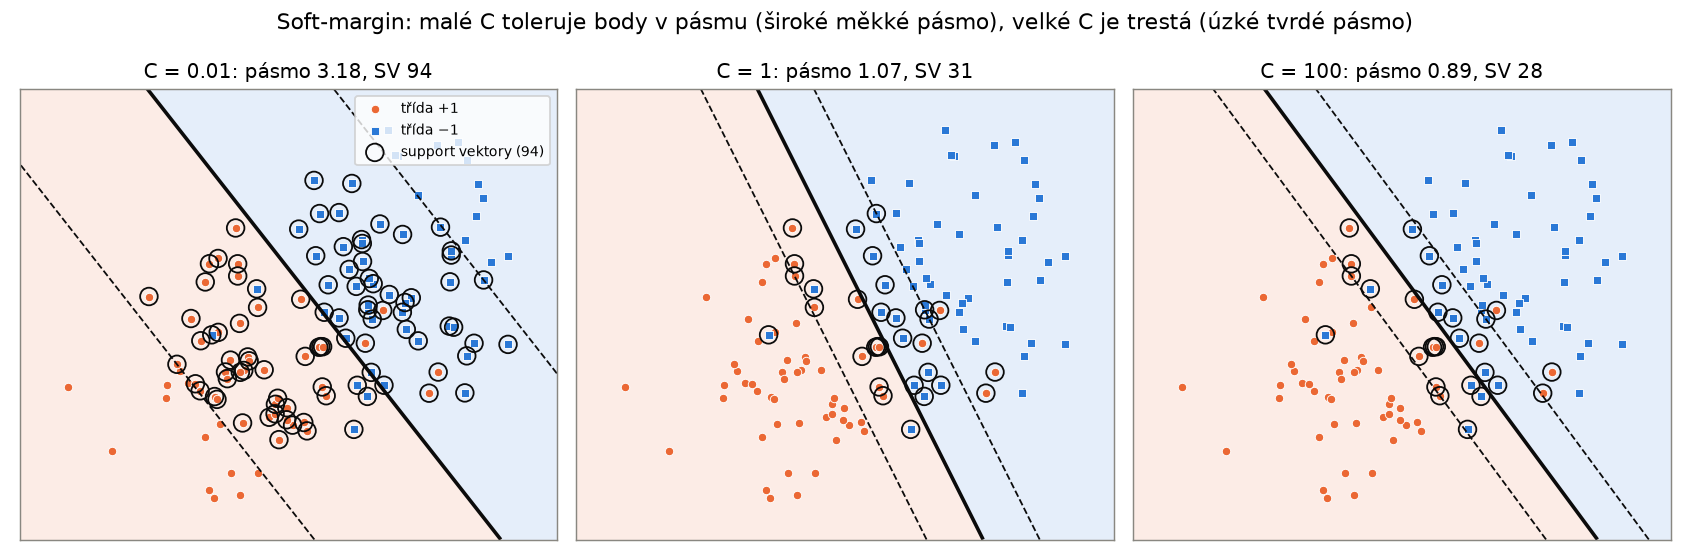 Soft-margin: malé C toleruje body v pásmu (široké měkké pásmo), velké C je trestá (úzké tvrdé pásmo)
C = 0.01: pásmo 3.18, SV 94
třída +1
třída −1
support vektory (94)
C = 1: pásmo 1.07, SV 31
C = 100: pásmo 0.89, SV 28